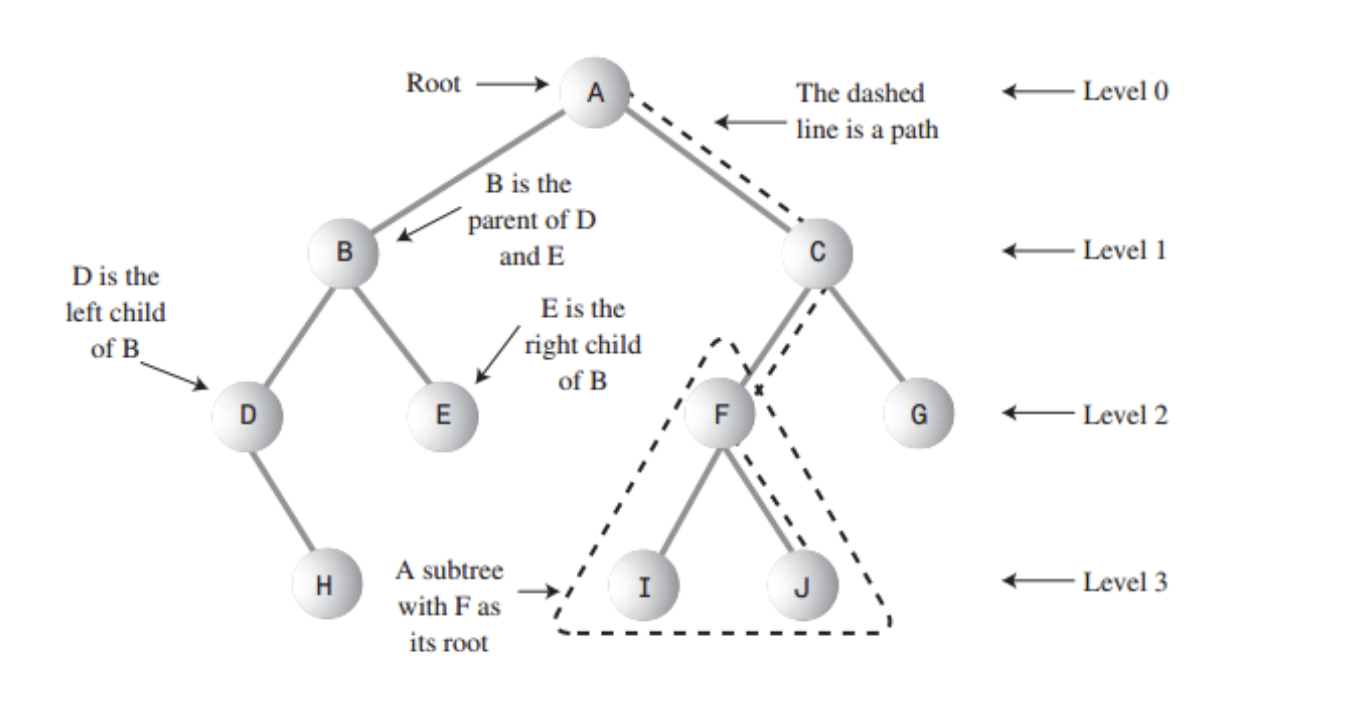 Root
A
The dashed
line is a path
Level 0
B is the
parent of D
and E
B
C
Level 1
D is the
left child
of B
E is the
right child
of B
D
E
F
G
Level 2
A subtree
with F as
its root
H
I
J
Level 3